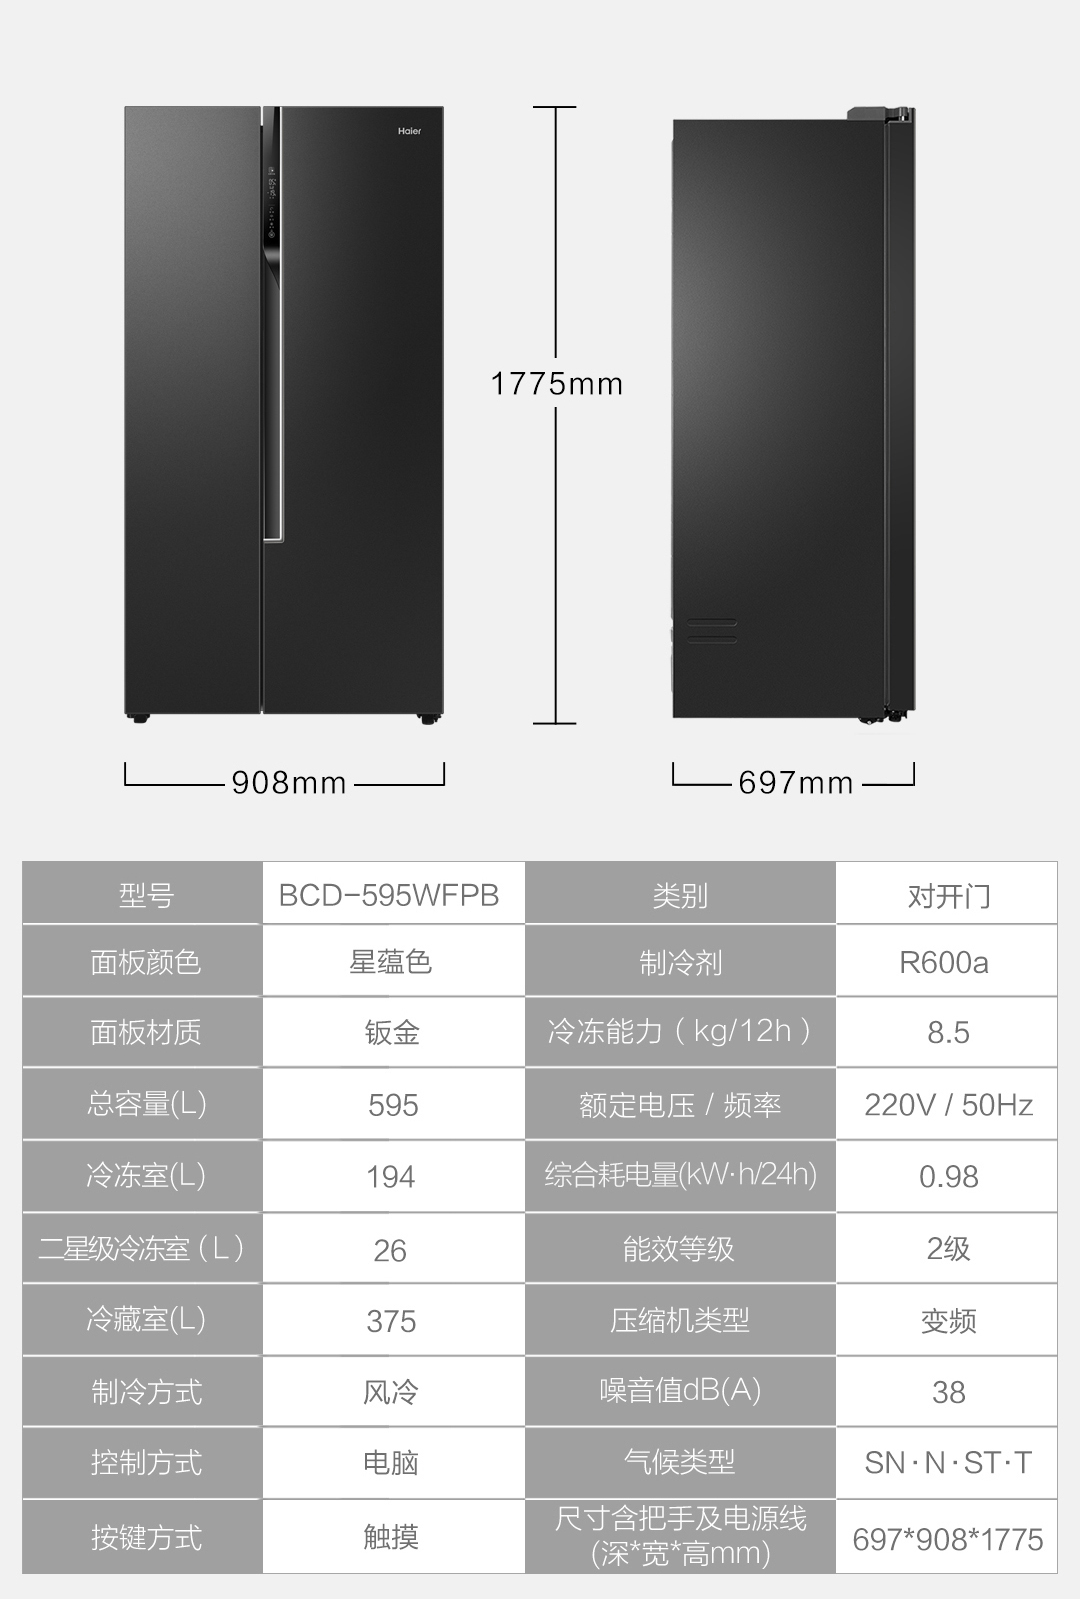 Haier
1775mm
908mm
697mm
型号 BCD-595WFPB 类别 对开门
面板颜色 星蕴色 制冷剂 R600a
面板材质 钣金 冷冻能力（kg/12h） 8.5
总容量(L) 595 额定电压 / 频率 220V / 50Hz
冷冻室(L) 194 综合耗电量(kW·h/24h) 0.98
二星级冷冻室（L） 26 能效等级 2级
冷藏室(L) 375 压缩机类型 变频
制冷方式 风冷 噪音值dB(A) 38
控制方式 电脑 气候类型 SN·N·ST·T
按键方式 触摸 尺寸含把手及电源线
(深*宽*高mm) 697*908*1775